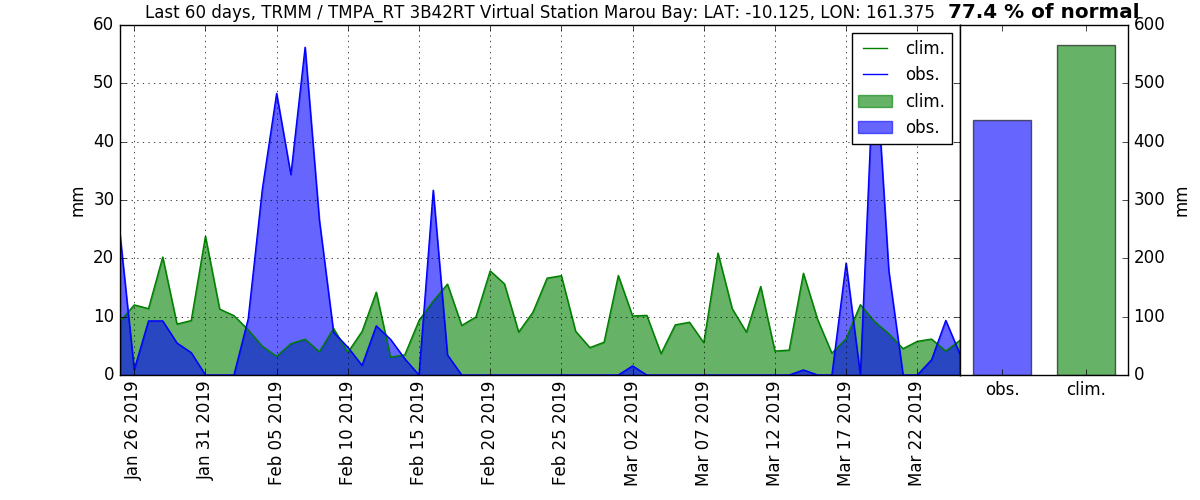 Last 60 days, TRMM / TMPA_RT 3B42RT Virtual Station Marou Bay: LAT: -10.125, LON: 161.375 77.4 % of normal
60
50
40
30
20
10
0
mm
clim.
obs.
clim.
obs.
600
500
400
300
200
100
0
mm
obs. clim.
Jan 26 2019
Jan 31 2019
Feb 05 2019
Feb 10 2019
Feb 15 2019
Feb 20 2019
Feb 25 2019
Mar 02 2019
Mar 07 2019
Mar 12 2019
Mar 17 2019
Mar 22 2019